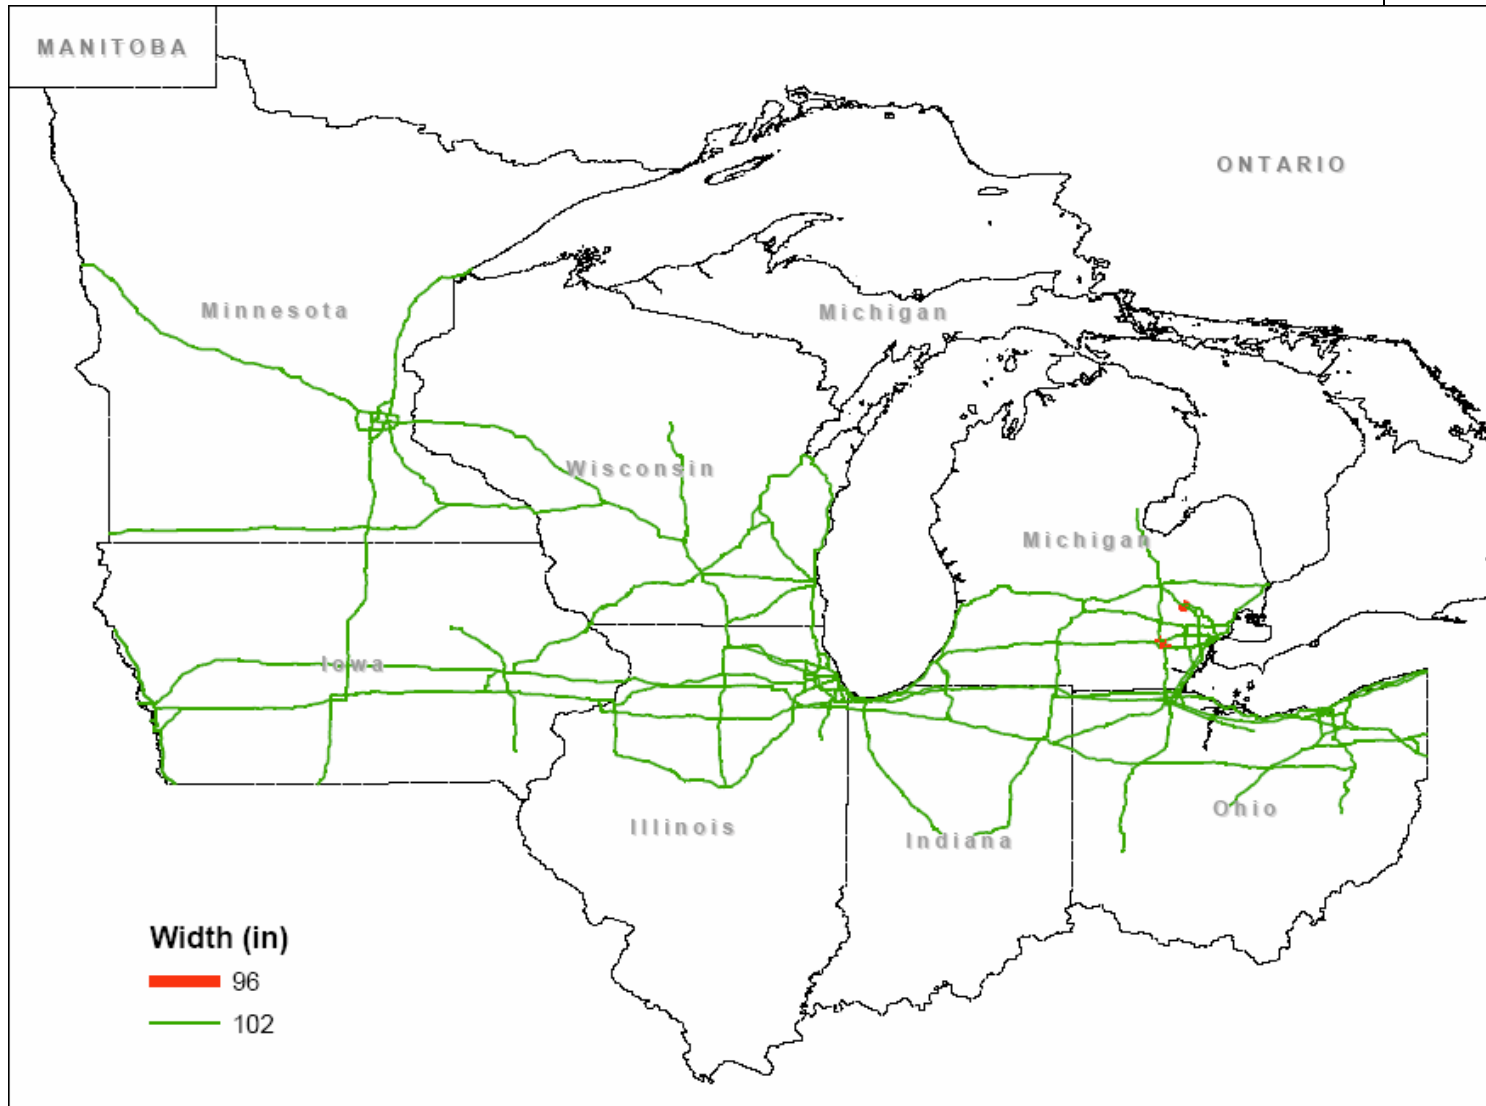 MANITOBA
ONTARIO
Minnesota
Michigan
Wisconsin
Michigan
Iowa
Illinois
Indiana
Ohio
Width (in)
96
102